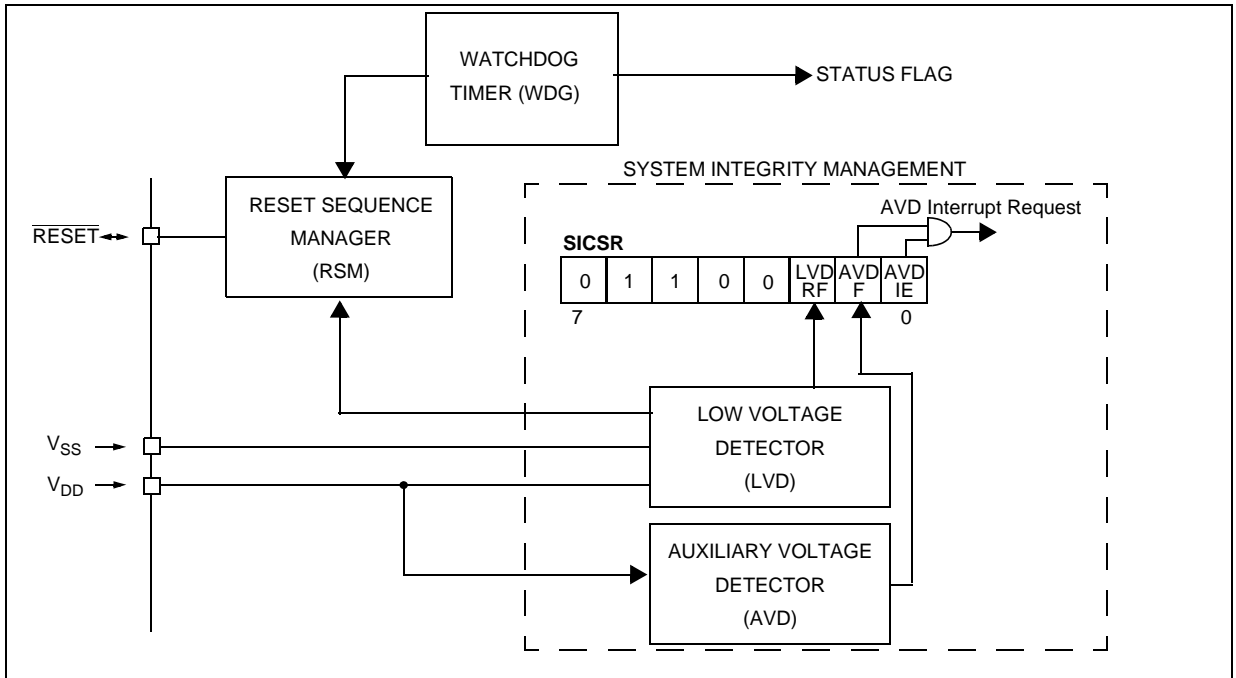 WATCHDOG
TIMER (WDG)
STATUS FLAG
SYSTEM INTEGRITY MANAGEMENT
RESET SEQUENCE
MANAGER
(RSM)
RESET
AVD Interrupt Request
SICSR
0 1 1 0 0 LVD RF AVD F AVD IE
7 0
LOW VOLTAGE
DETECTOR
(LVD)
VSS
VDD
AUXILIARY VOLTAGE
DETECTOR
(AVD)